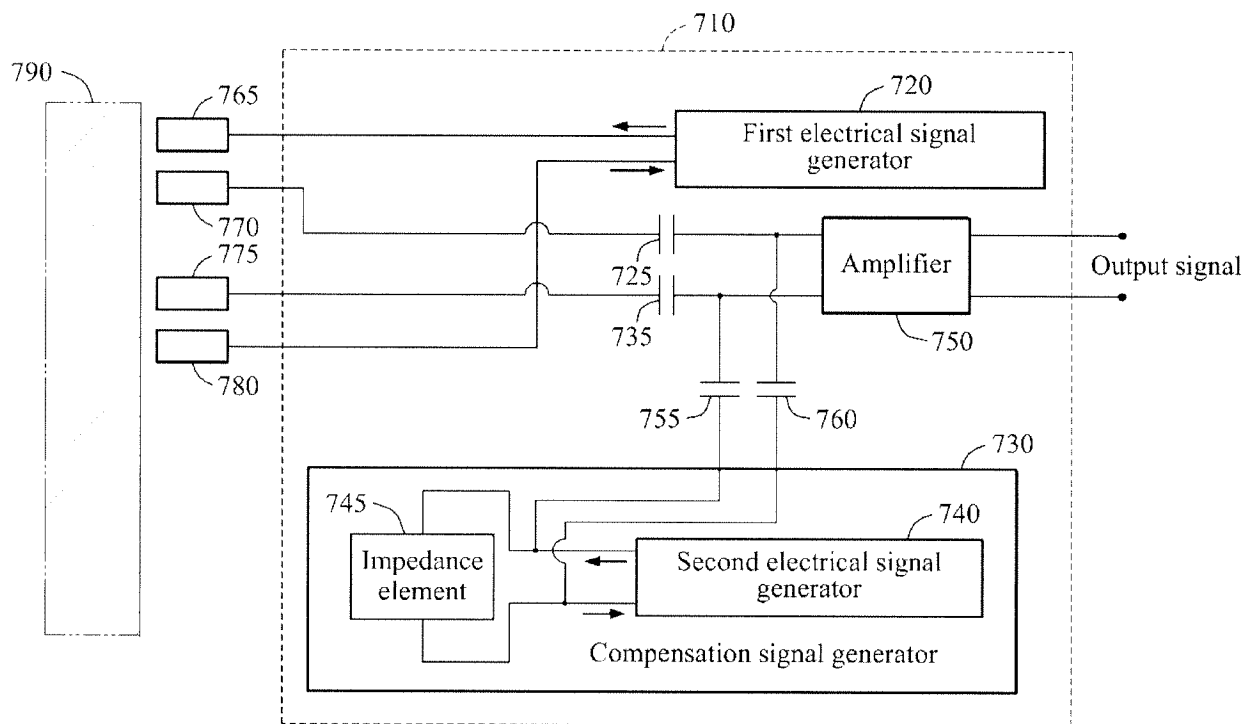 710
790
765
720
First electrical signal
generator
770
775
725
Amplifier
Output signal
735
750
780
755
760
730
745
740
Impedance
element
Second electrical signal
generator
Compensation signal generator